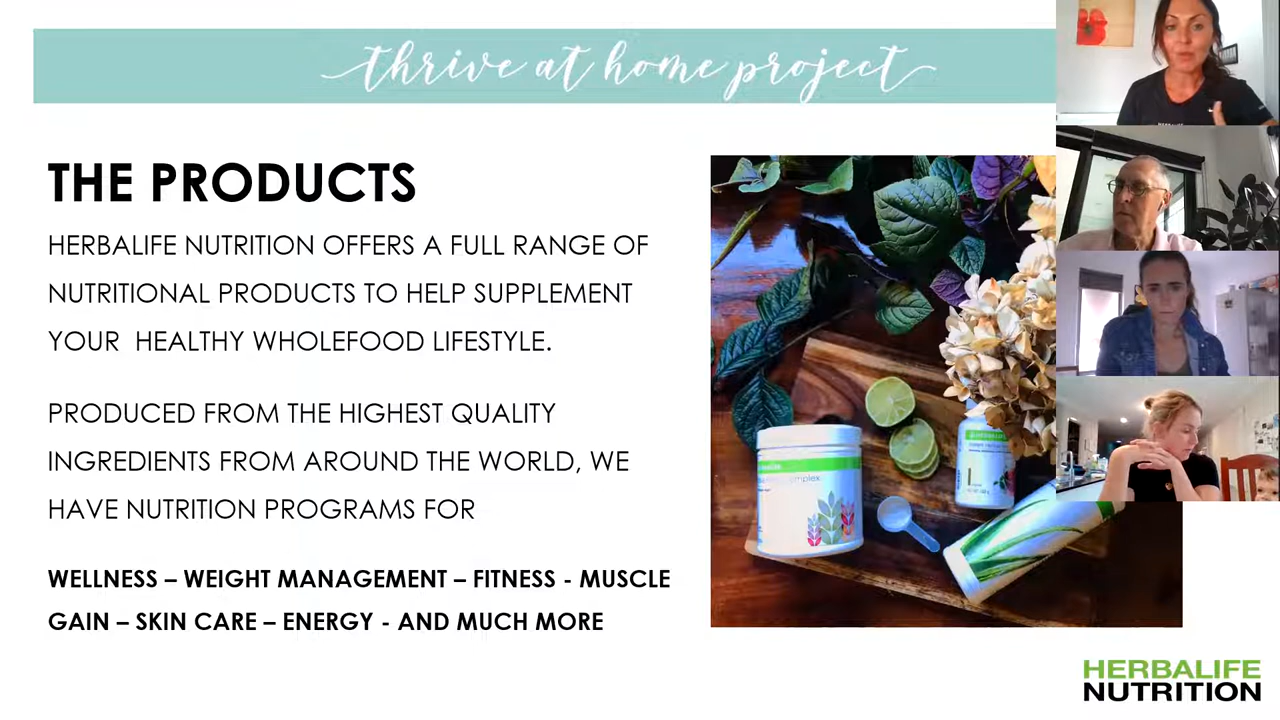 thrive at home project
THE PRODUCTS
HERBALIFE NUTRITION OFFERS A FULL RANGE OF
NUTRITIONAL PRODUCTS TO HELP SUPPLEMENT
YOUR HEALTHY WHOLEFOOD LIFESTYLE.
PRODUCED FROM THE HIGHEST QUALITY
INGREDIENTS FROM AROUND THE WORLD, WE
HAVE NUTRITION PROGRAMS FOR
WELLNESS – WEIGHT MANAGEMENT – FITNESS - MUSCLE
GAIN – SKIN CARE – ENERGY - AND MUCH MORE
HERBALIFE
HERBALIFE
NUTRITION